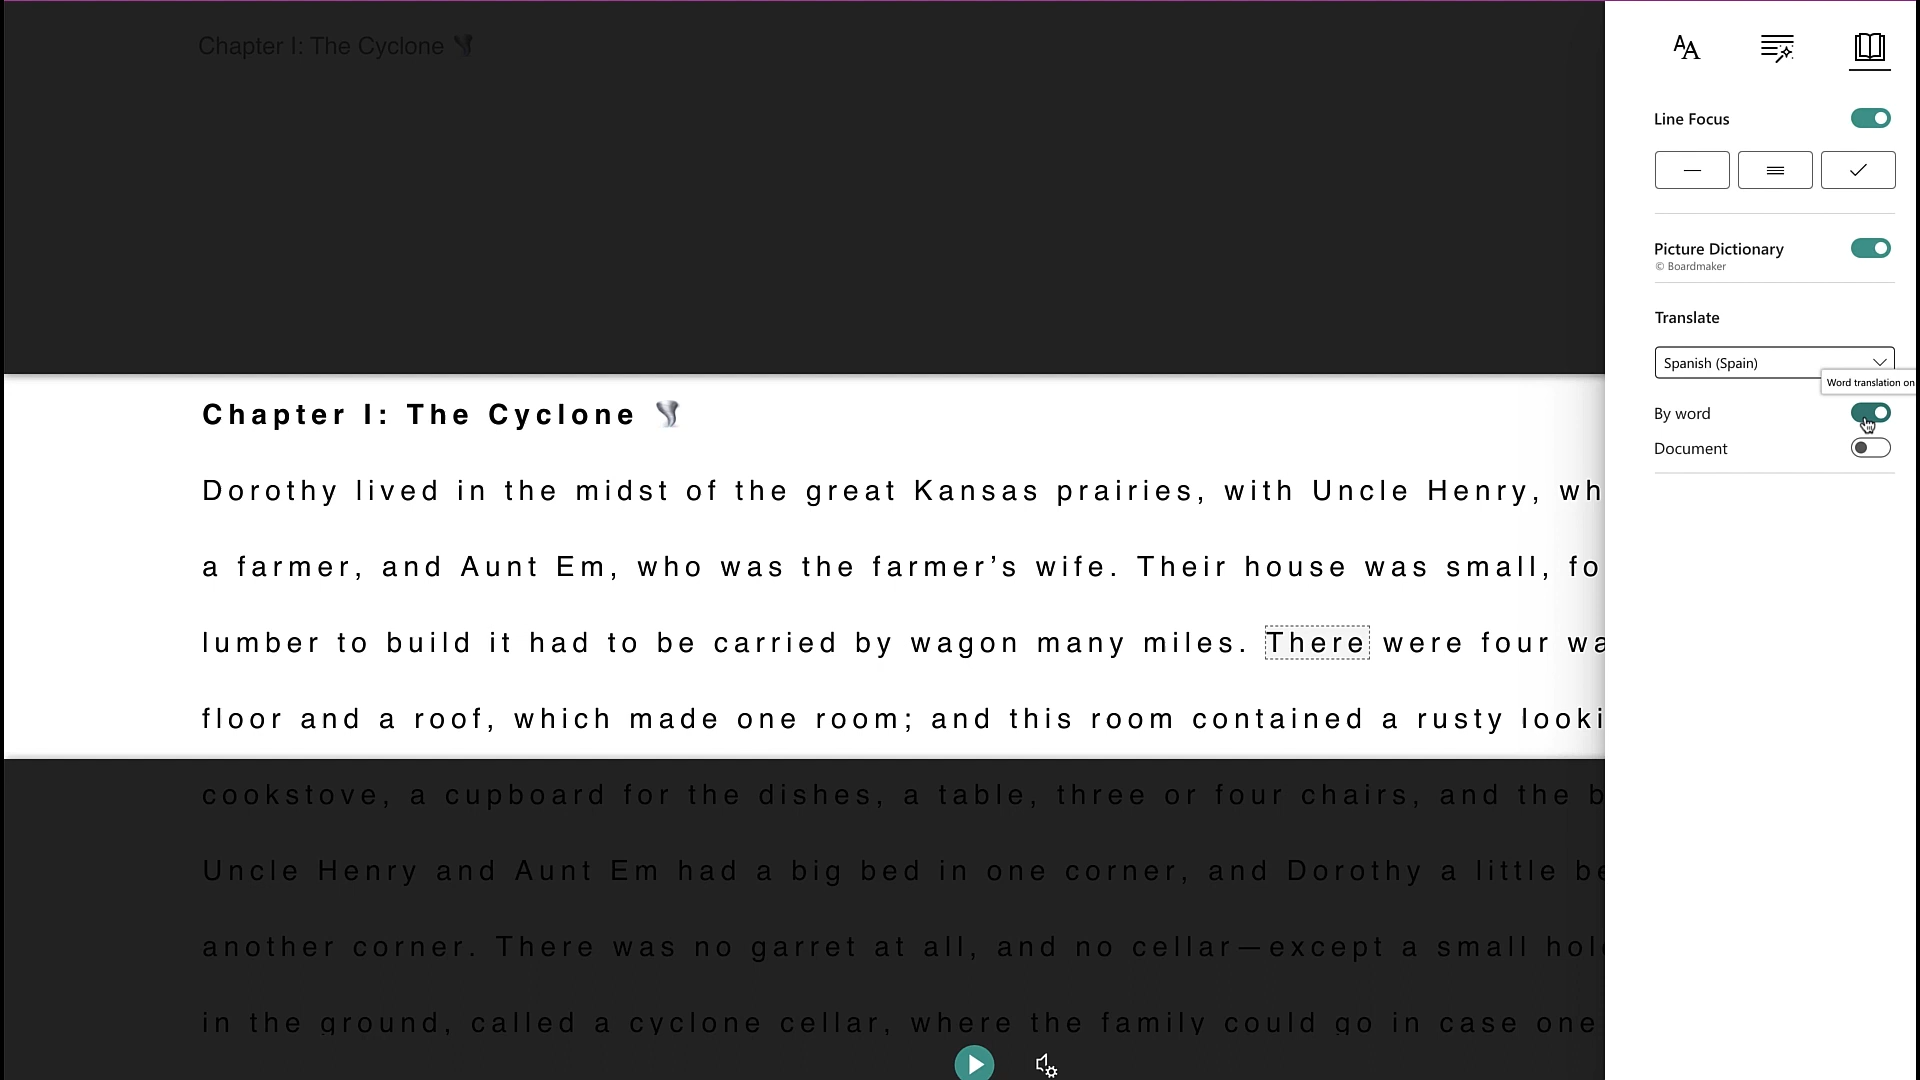 Chapter I: The Cyclone
Chapter I: The Cyclone
Dorothy lived in the midst of the great Kansas prairies, with Uncle Henry, wh
a farmer, and Aunt Em, who was the farmer’s wife. Their house was small, fo
lumber to build it had to be carried by wagon many miles. There were four wa
floor and a roof, which made one room; and this room contained a rusty looki
cookstove, a cupboard for the dishes, a table, three or four chairs, and the b
Uncle Henry and Aunt Em had a big bed in one corner, and Dorothy a little be
another corner. There was no garret at all, and no cellar—except a small hol
in the ground, called a cyclone cellar, where the family could go in case one
AA
Line Focus
Picture Dictionary
© Boardmaker
Translate
Spanish (Spain)
Word translation on
By word
Document